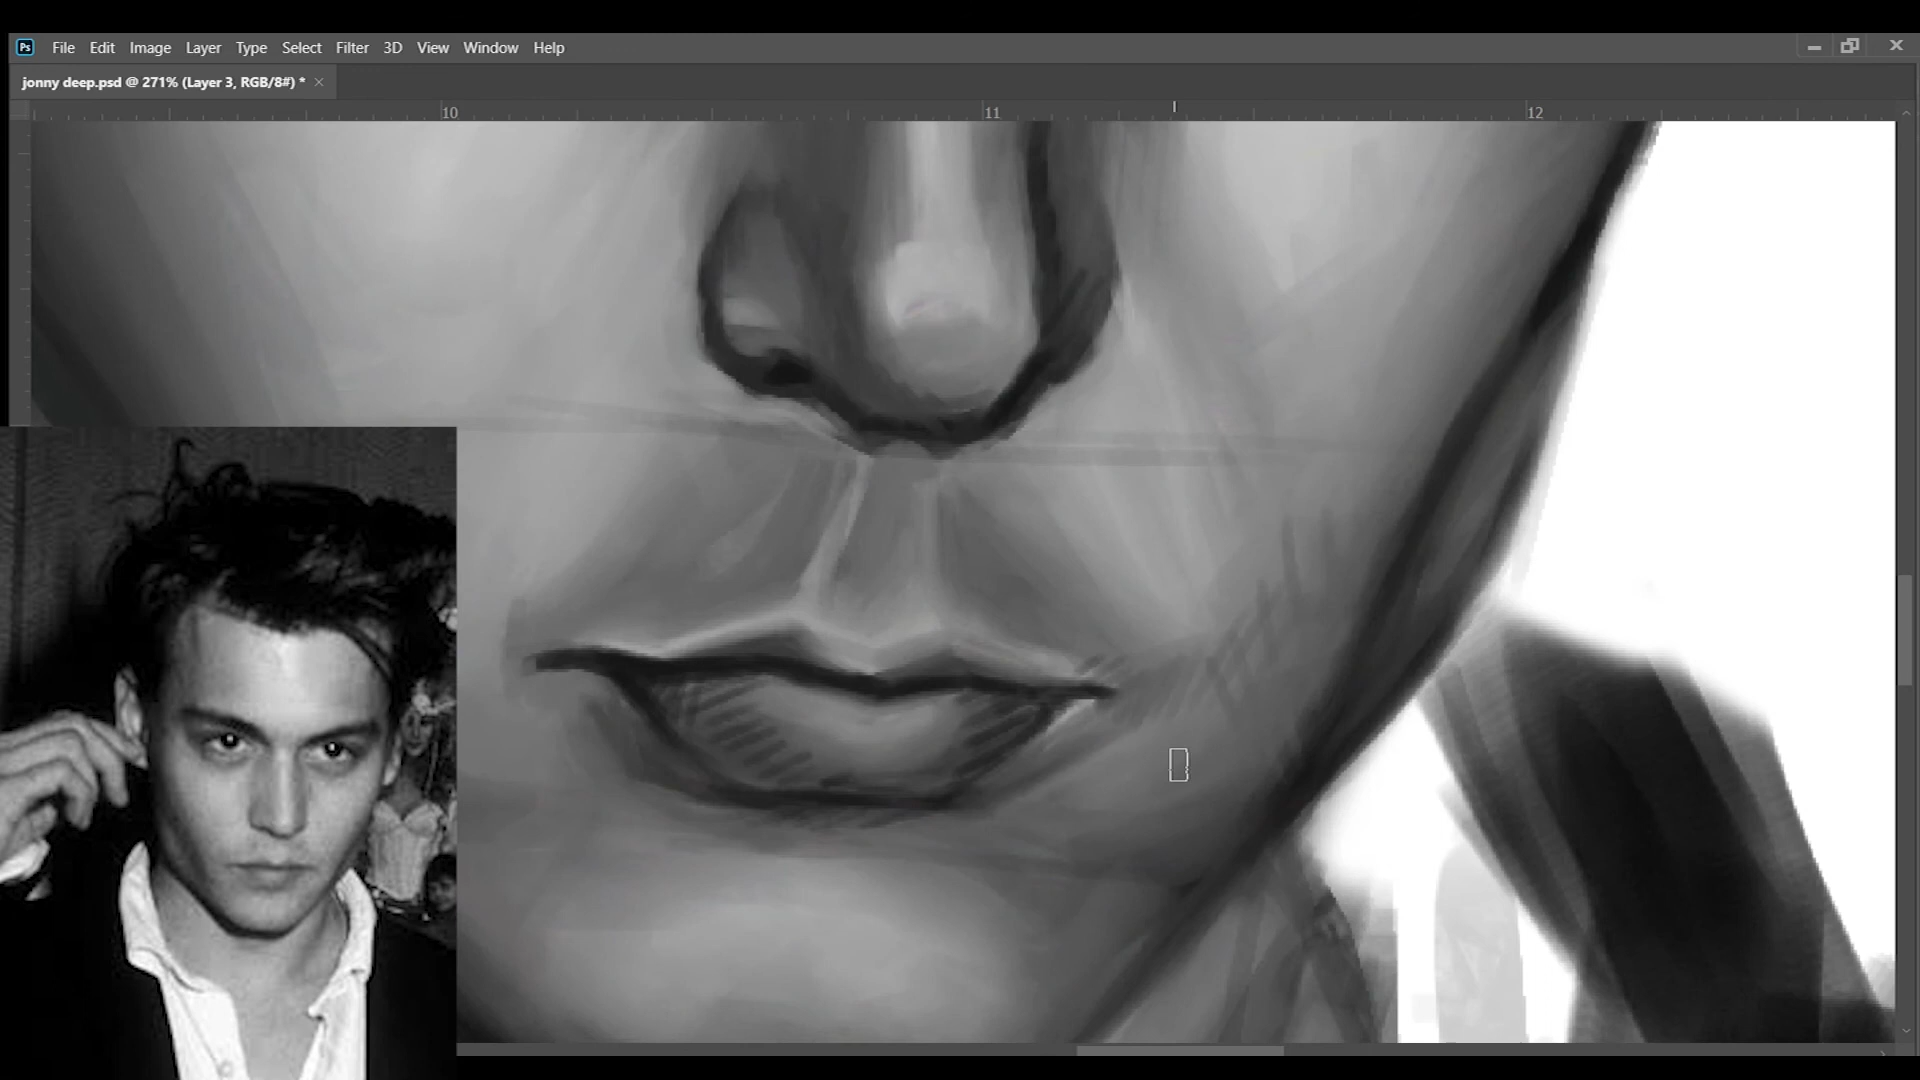 Ps File Edit Image Layer Type Select Filter 3D View Window Help
jonny deep.psd @ 271% (Layer 3, RGB/8#) *
10 11 12